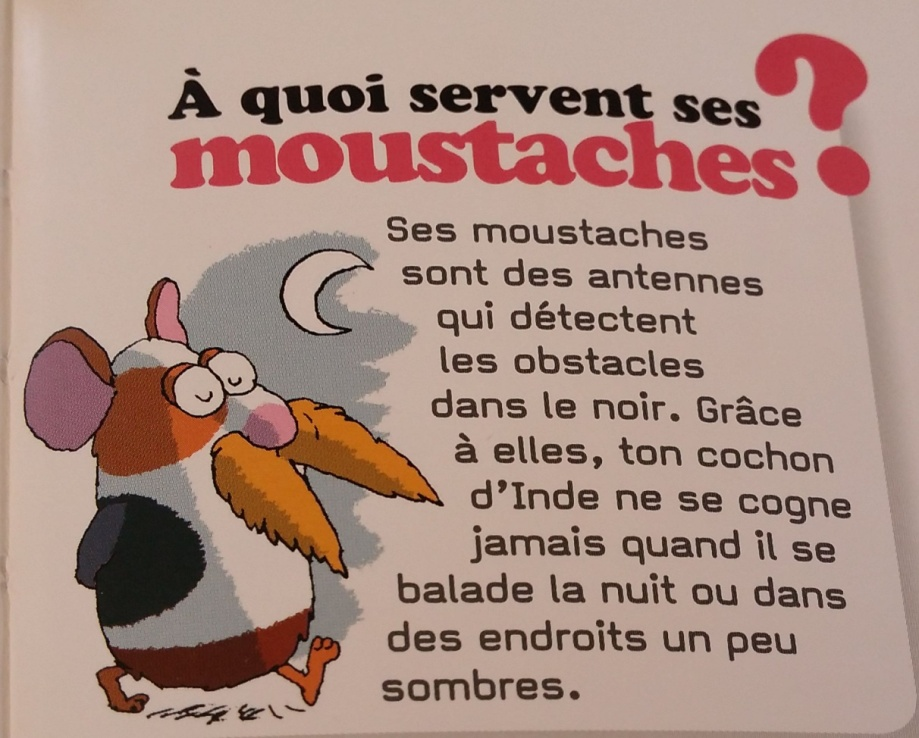 À quoi servent ses
moustaches ?
Ses moustaches
sont des antennes
qui détectent
les obstacles
dans le noir. Grâce
à elles, ton cochon
d'Inde ne se cogne
jamais quand il se
balade la nuit ou dans
des endroits un peu
sombres.